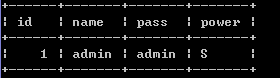 id | name | pass | power
1 | admin | admin | S